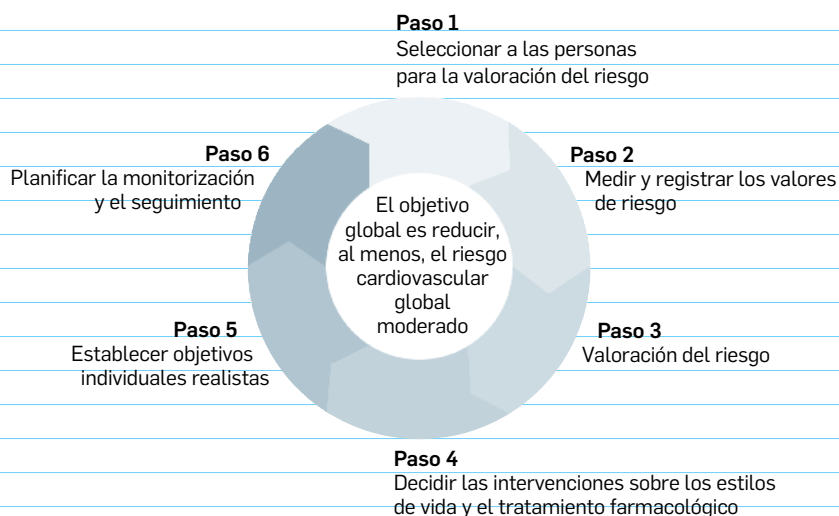 Paso 1
Seleccionar a las personas
para la valoración del riesgo
Paso 2
Medir y registrar los valores
de riesgo
Paso 3
Valoración del riesgo
Paso 4
Decidir las intervenciones sobre los estilos
de vida y el tratamiento farmacológico
Paso 5
Establecer objetivos
individuales realistas
Paso 6
Planificar la monitorización
y el seguimiento
El objetivo
global es reducir,
al menos, el riesgo
cardiovascular
global
moderado